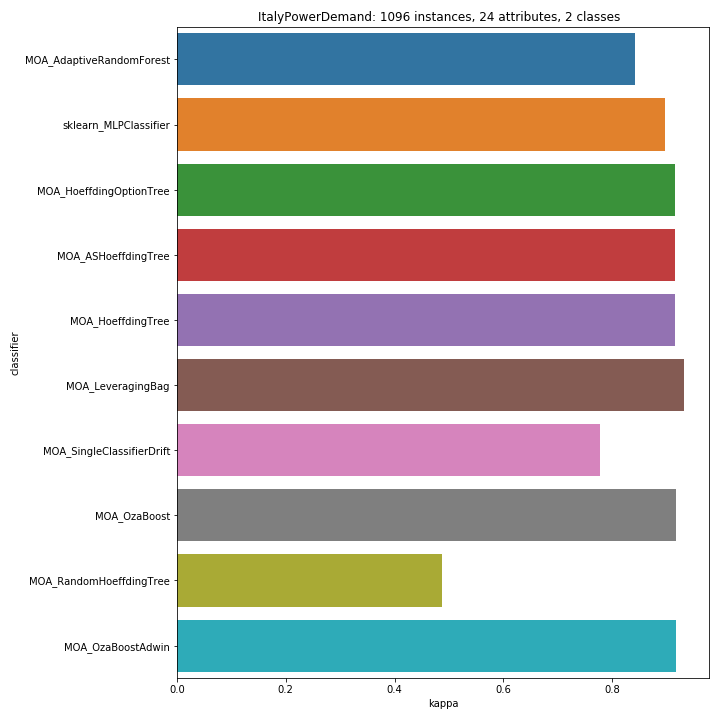 ItalyPowerDemand: 1096 instances, 24 attributes, 2 classes
MOA_AdaptiveRandomForest
sklearn_MLPClassifier
MOA_HoeffdingOptionTree
MOA_ASHoeffdingTree
MOA_HoeffdingTree
classifier
MOA_LeveragingBag
MOA_SingleClassifierDrift
MOA_OzaBoost
MOA_RandomHoeffdingTree
MOA_OzaBoostAdwin
0.0 0.2 0.4 0.6 0.8
kappa